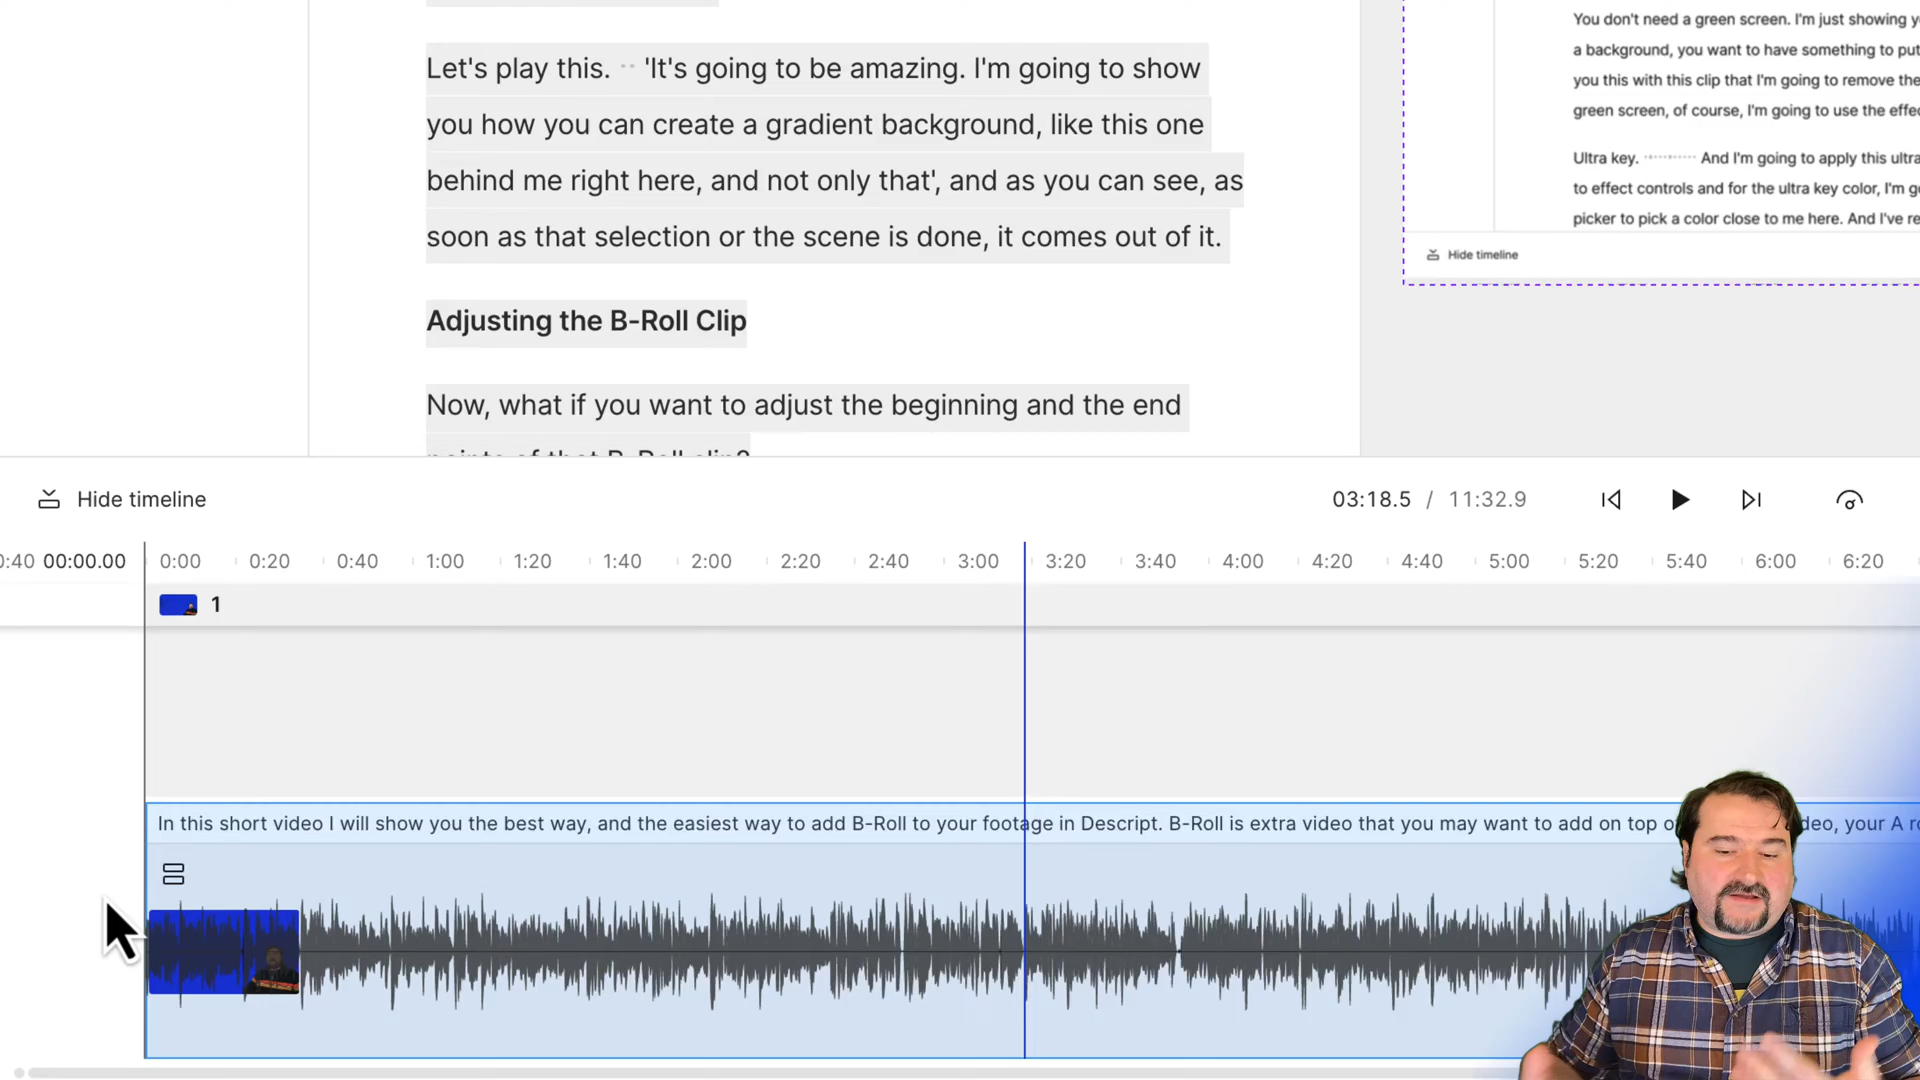 Let's play this. 'It's going to be amazing. I'm going to show
you how you can create a gradient background, like this one
behind me right here, and not only that', and as you can see, as
soon as that selection or the scene is done, it comes out of it.
Adjusting the B-Roll Clip
Now, what if you want to adjust the beginning and the end
points of that B-Roll clip?
You don't need a green screen. I'm just showing
a background, you want to have something to put
you this with this clip that I'm going to remove the
green screen, of course, I'm going to use the
Ultra key. And I'm going to apply this
to effect controls and for the ultra key color, I'm
picker to pick a color close to me here. And I've
Hide timeline
Hide timeline
03:18.5 / 11:32.9
0:40 00:00.00 0:00 0:20 0:40 1:00 1:20 1:40 2:00 2:20 2:40 3:00 3:20 3:40 4:00 4:20 4:40 5:00 5:20 5:40 6:00 6:20
1
In this short video I will show you the best way, and the easiest way to add B-Roll to your footage in Descript. B-Roll is extra video that you may want to add on top deo, your A